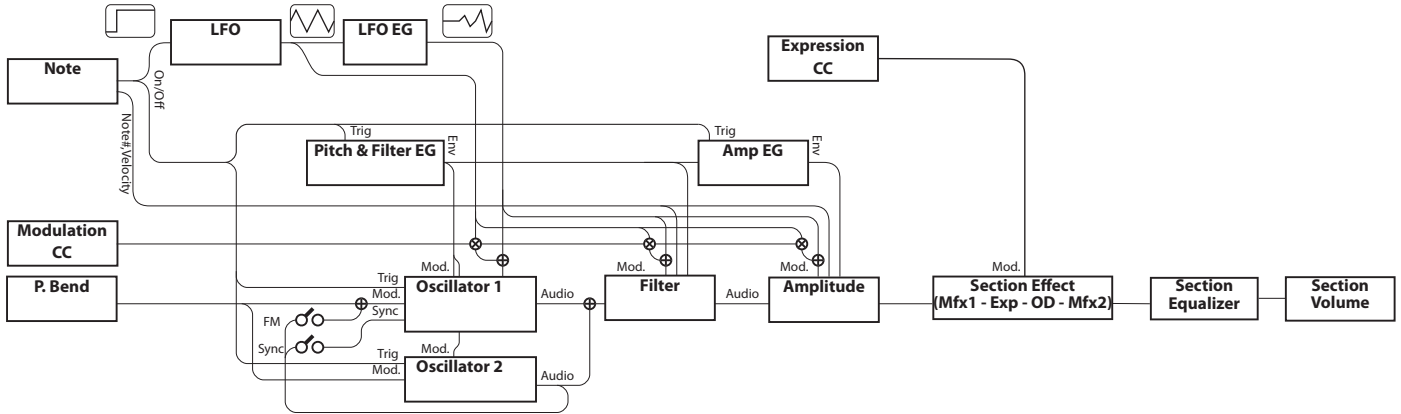 LFO
LFO EG
Note
On/Off
Note#,Velocity
Expression
CC
Trig
Pitch & Filter EG
Env
Trig
Amp EG
Env
Modulation
CC
P. Bend
Mod.
Trig
Oscillator 1
Mod.
Sync
Audio
FM
Sync
Mod.
Trig
Oscillator 2
Mod.
Audio
Mod.
Filter
Audio
Mod.
Amplitude
Mod.
Section Effect
(Mfx1 - Exp - OD - Mfx2)
Section
Equalizer
Section
Volume